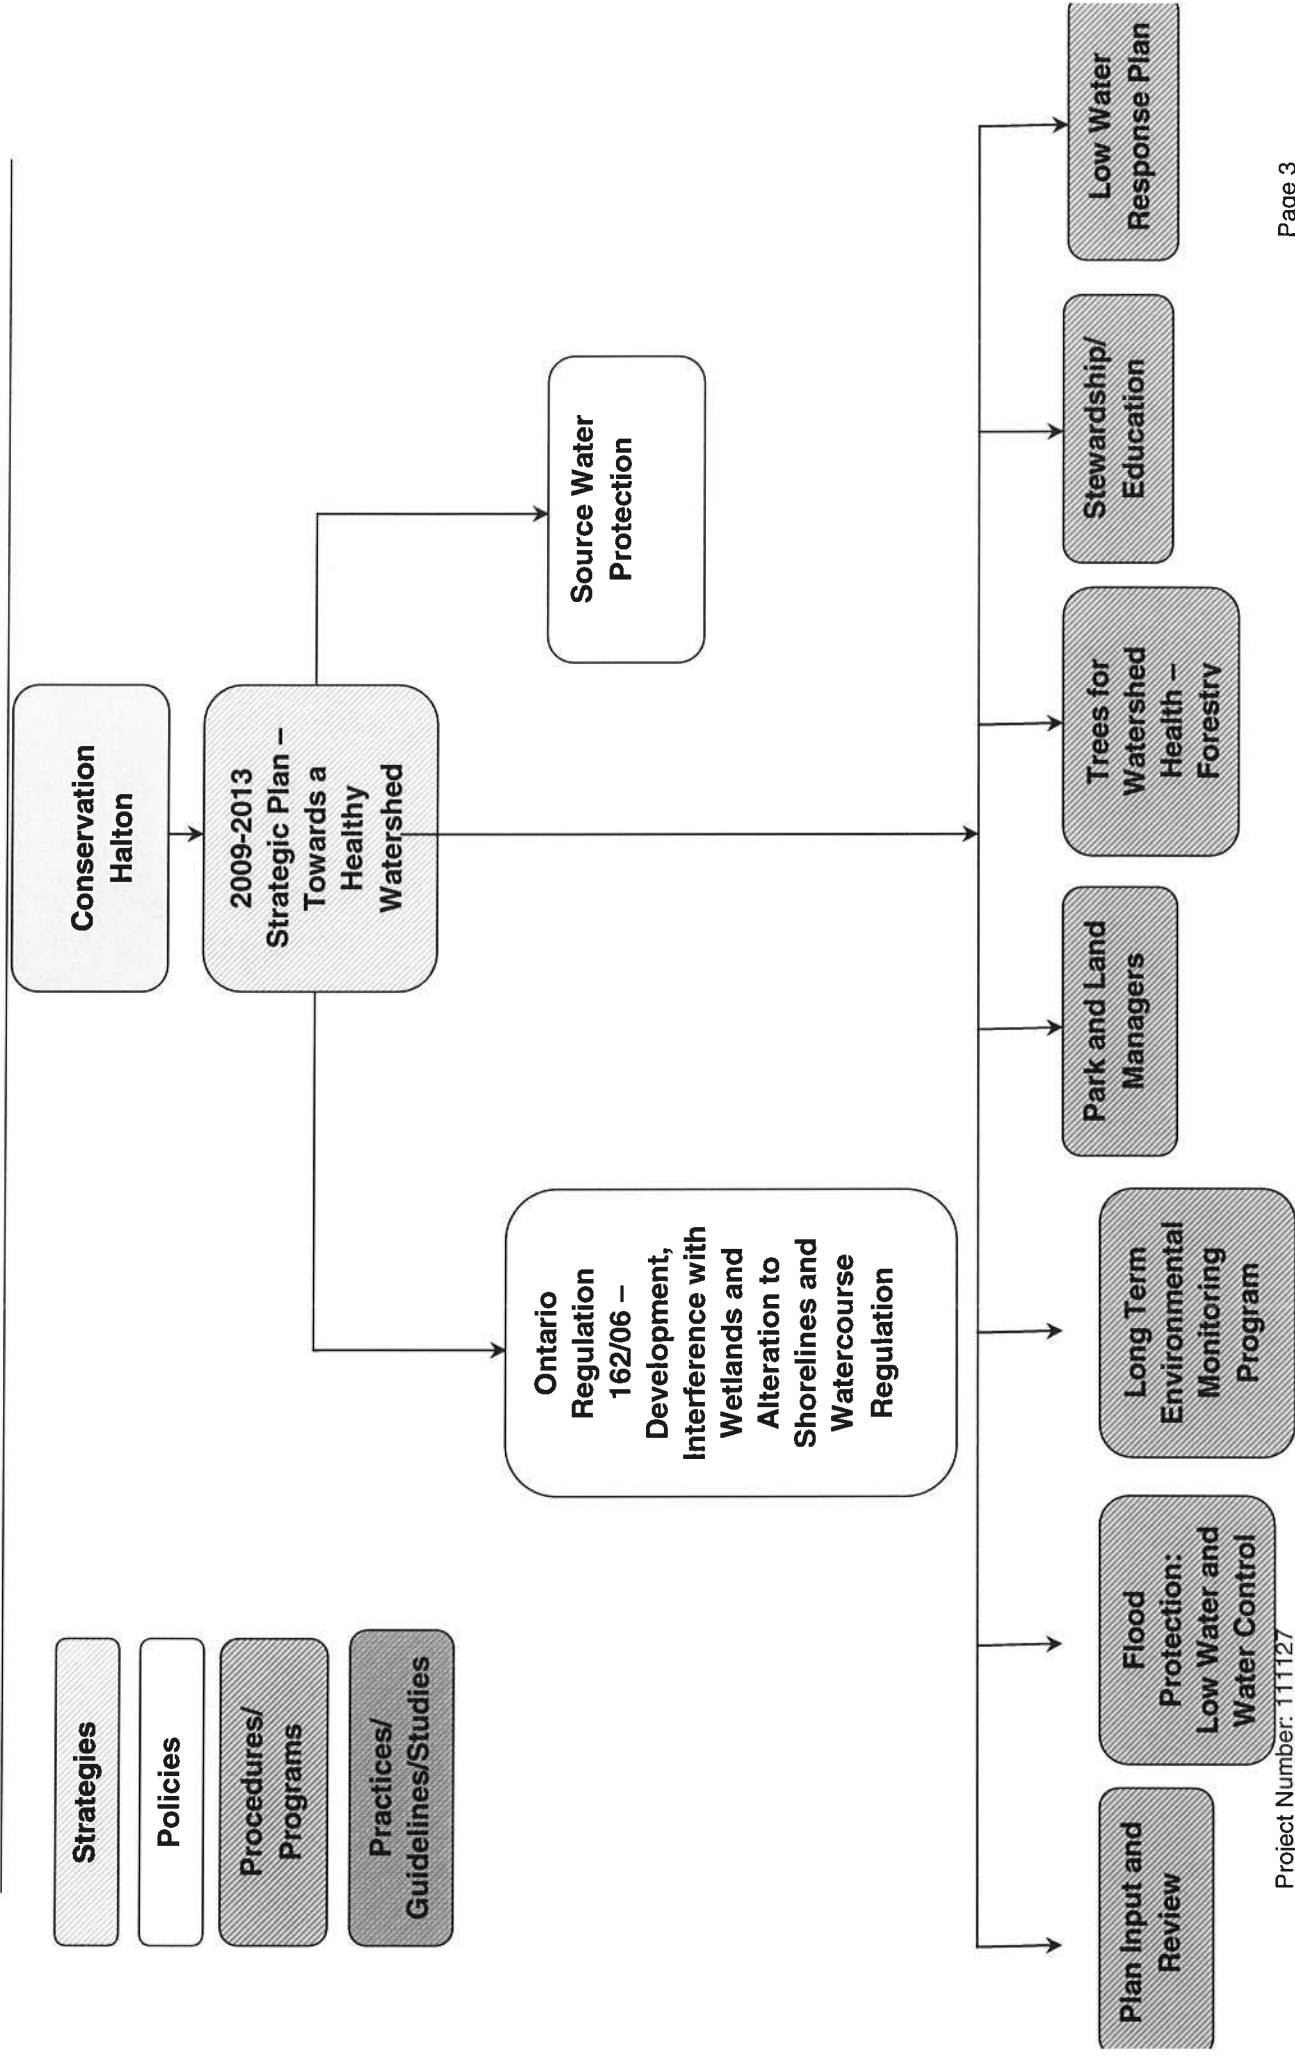 Conservation
Halton
2009-2013
Strategic Plan –
Towards a
Healthy
Watershed
Strategies
Policies
Procedures/
Programs
Practices/
Guidelines/Studies
Ontario
Regulation
162/06 –
Development,
Interference with
Wetlands and
Alteration to
Shorelines and
Watercourse
Regulation
Source Water
Protection
Plan Input and
Review
Flood
Protection:
Low Water and
Water Control
Long Term
Environmental
Monitoring
Program
Park and Land
Managers
Trees for
Watershed
Health –
Forestry
Stewardship/
Education
Low Water
Response Plan
Project Number: 111127
Page 3